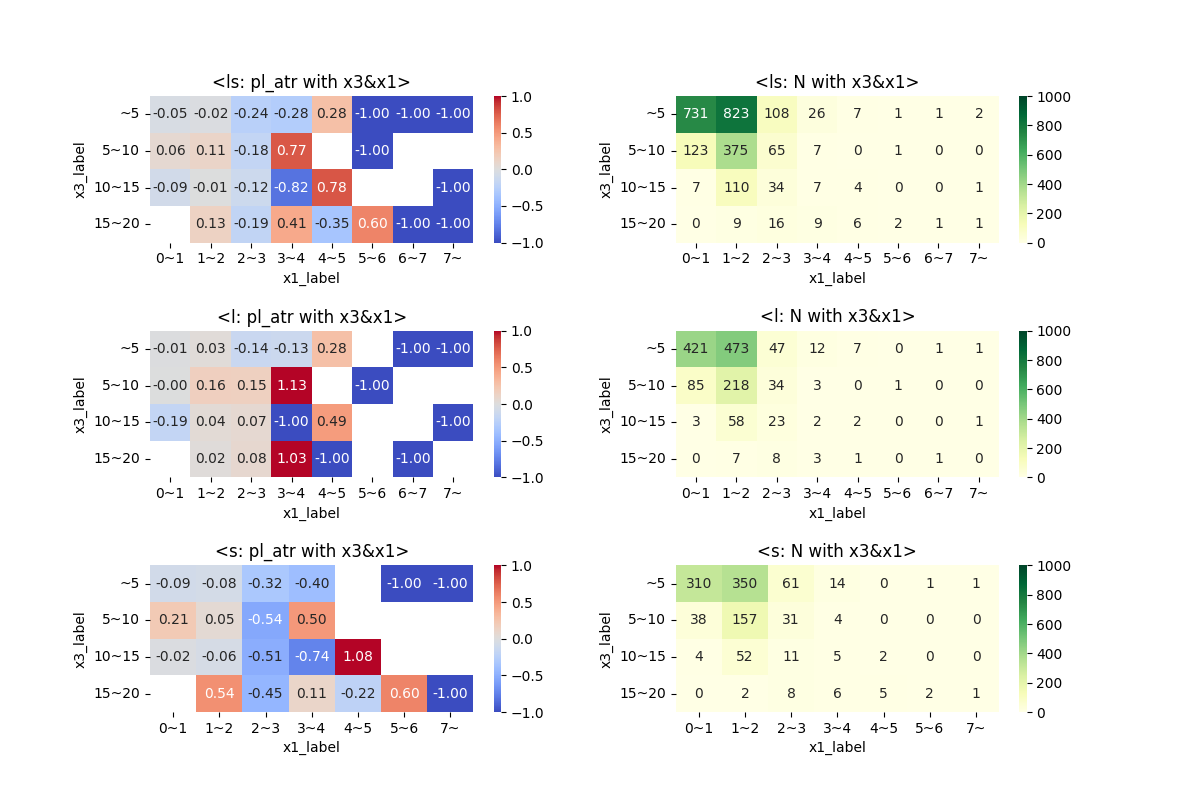 <ls: pl_atr with x3&x1>
~5 -0.05 -0.02 -0.24 -0.28 0.28 -1.00 -1.00 -1.00
5~10 0.06 0.11 -0.18 0.77 -1.00
10~15 -0.09 -0.01 -0.12 -0.82 0.78 -1.00
15~20 0.13 -0.19 0.41 -0.35 0.60 -1.00 -1.00
0~1 1~2 2~3 3~4 4~5 5~6 6~7 7~
x1_label
x3_label
1.0
0.5
0.0
−0.5
−1.0
<ls: N with x3&x1>
~5 731 823 108 26 7 1 1 2
5~10 123 375 65 7 0 1 0 0
10~15 7 110 34 7 4 0 0 1
15~20 0 9 16 9 6 2 1 1
0~1 1~2 2~3 3~4 4~5 5~6 6~7 7~
x1_label
x3_label
1000
800
600
400
200
0
<l: pl_atr with x3&x1>
~5 -0.01 0.03 -0.14 -0.13 0.28 -1.00 -1.00
5~10 -0.00 0.16 0.15 1.13 -1.00
10~15 -0.19 0.04 0.07 -1.00 0.49 -1.00
15~20 0.02 0.08 1.03 -1.00 -1.00
0~1 1~2 2~3 3~4 4~5 5~6 6~7 7~
x1_label
x3_label
1.0
0.5
0.0
−0.5
−1.0
<l: N with x3&x1>
~5 421 473 47 12 7 0 1 1
5~10 85 218 34 3 0 1 0 0
10~15 3 58 23 2 2 0 0 1
15~20 0 7 8 3 1 0 1 0
0~1 1~2 2~3 3~4 4~5 5~6 6~7 7~
x1_label
x3_label
1000
800
600
400
200
0
<s: pl_atr with x3&x1>
~5 -0.09 -0.08 -0.32 -0.40 -1.00 -1.00
5~10 0.21 0.05 -0.54 0.50
10~15 -0.02 -0.06 -0.51 -0.74 1.08
15~20 0.54 -0.45 0.11 -0.22 0.60 -1.00
0~1 1~2 2~3 3~4 4~5 5~6 7~
x1_label
x3_label
1.0
0.5
0.0
−0.5
−1.0
<s: N with x3&x1>
~5 310 350 61 14 0 1 1
5~10 38 157 31 4 0 0 0
10~15 4 52 11 5 2 0 0
15~20 0 2 8 6 5 2 1
0~1 1~2 2~3 3~4 4~5 5~6 7~
x1_label
x3_label
1000
800
600
400
200
0